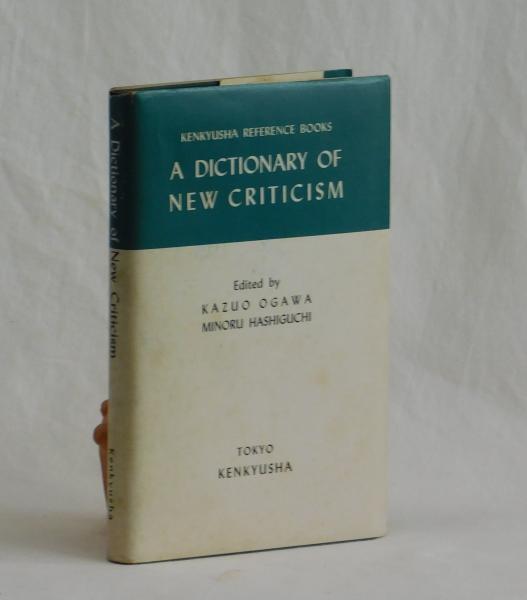 KENKYUSHA REFERENCE BOOKS
A DICTIONARY OF
NEW CRITICISM
Edited by
KAZUO OGAWA
MINORU HASHIGUCHI
TOKYO
KENKYUSHA
A Dictionary of New Criticism
Kenkyusha